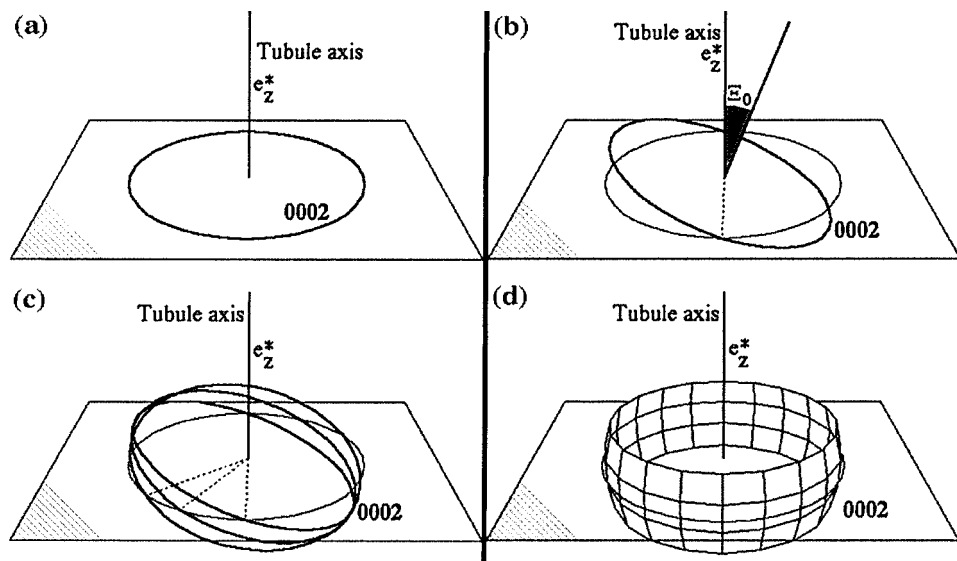 (a)
Tubule axis
e*z
0002
(b)
Tubule axis
e*z
Ξ0
0002
(c)
Tubule axis
e*z
0002
(d)
Tubule axis
e*z
0002